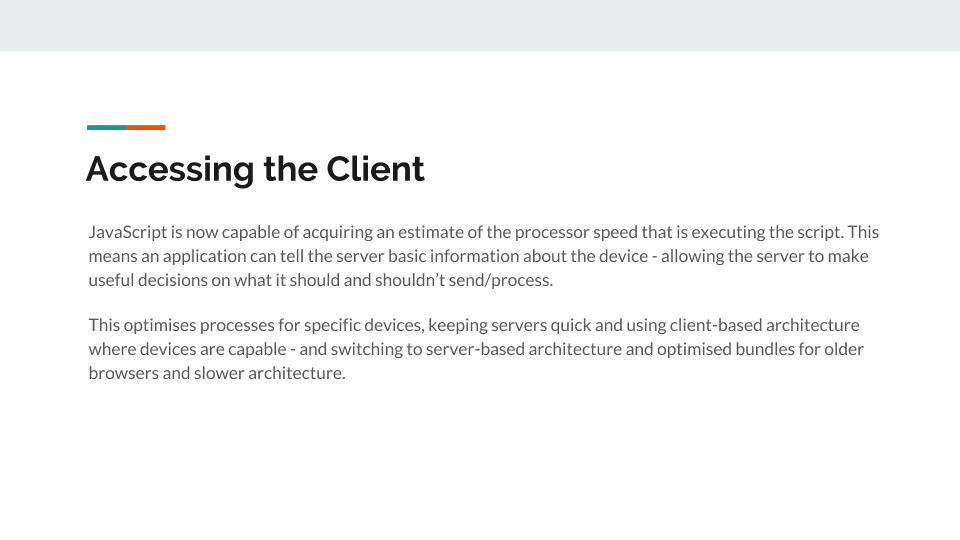 Accessing the Client
JavaScript is now capable of acquiring an estimate of the processor speed that is executing the script. This
means an application can tell the server basic information about the device - allowing the server to make
useful decisions on what it should and shouldn’t send/process.
This optimises processes for specific devices, keeping servers quick and using client-based architecture
where devices are capable - and switching to server-based architecture and optimised bundles for older
browsers and slower architecture.